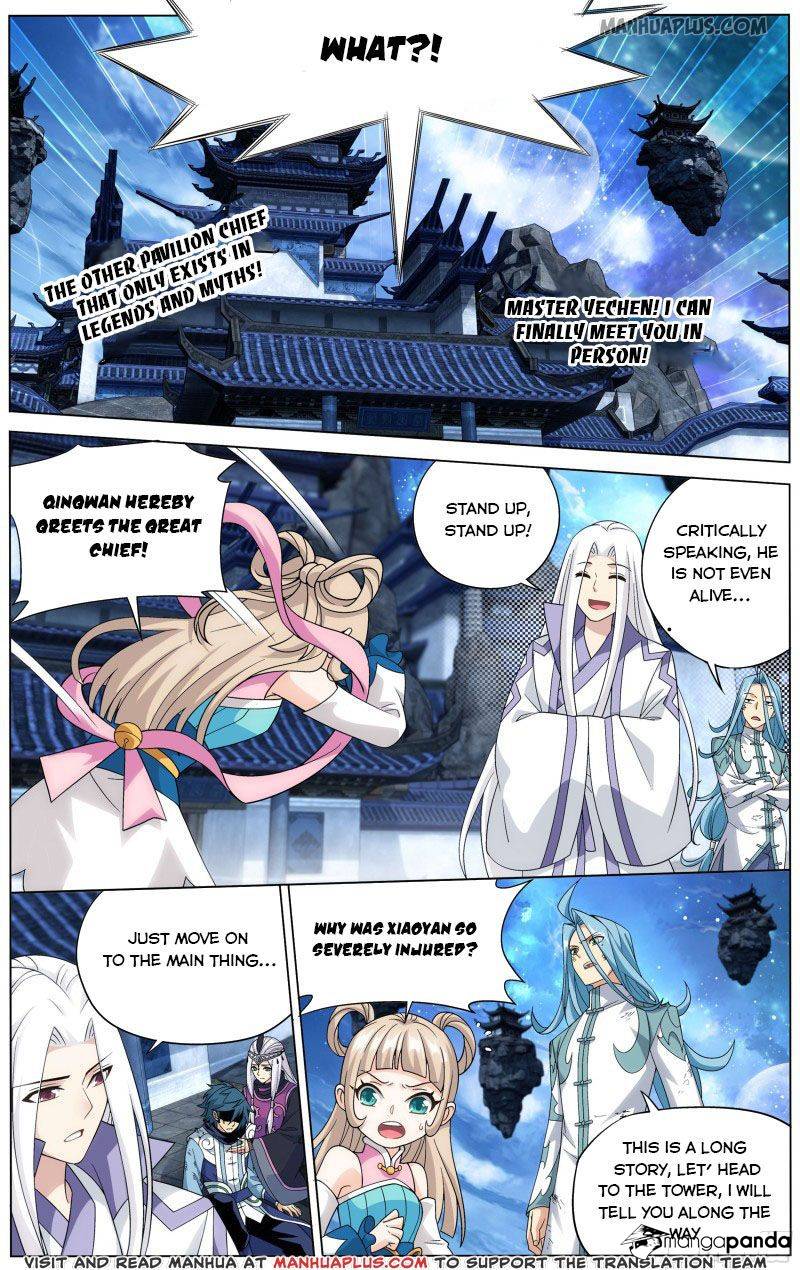 MANHUAPLUS.COM
WHAT?!
THE OTHER PAVILION CHIEF
THAT ONLY EXISTS IN
LEGENDS AND MYTHS!
MASTER YECHEN! I CAN
FINALLY MEET YOU IN
PERSON!
QINGWAN HEREBY
GREETS THE GREAT
CHIEF!
STAND UP,
STAND UP!
CRITICALLY
SPEAKING, HE
IS NOT EVEN
ALIVE...
JUST MOVE ON
TO THE MAIN THING...
WHY WAS XIAOYAN SO
SEVERELY INJURED?
THIS IS A LONG
STORY, LET' HEAD
TO THE TOWER, I WILL
TELL YOU ALONG THE
WAY
mangapanda
VISIT AND READ MANHUA AT MANHUAPLUS.COM TO SUPPORT THE TRANSLATION TEAM